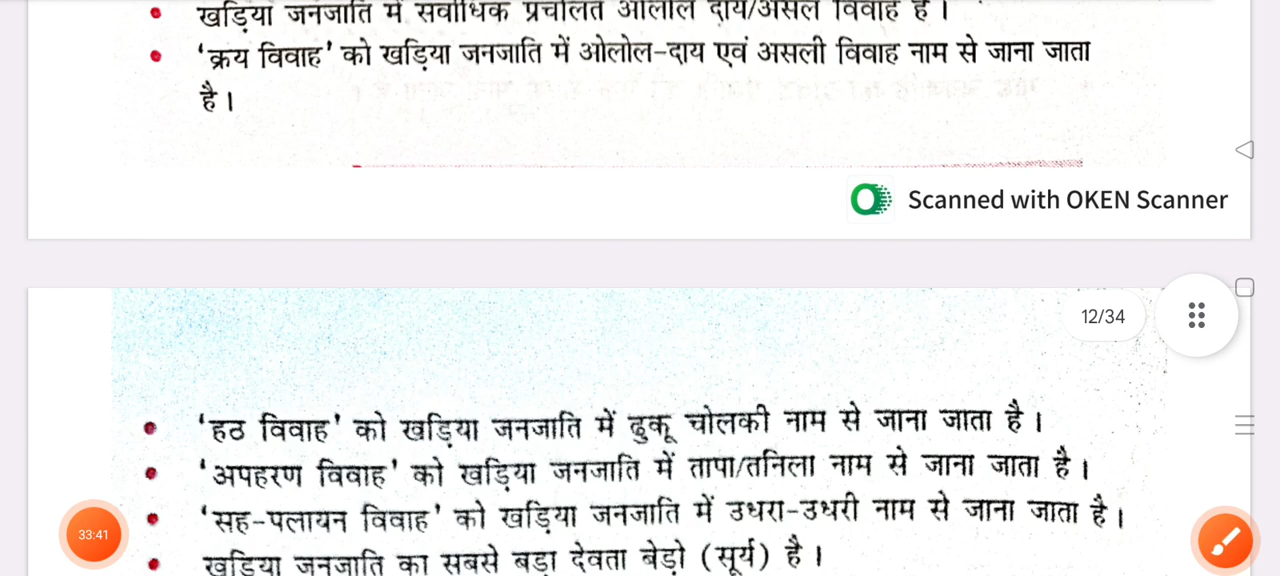 खड़िया जनजाति में सर्वाधिक प्रचलित ओलोल दाय/असल विवाह है।
‘क्रय विवाह’ को खड़िया जनजाति में ओलोल-दाय एवं असली विवाह नाम से जाना जाता
है।
Scanned with OKEN Scanner
12/34
‘हठ विवाह’ को खड़िया जनजाति में ढुकू चोलकी नाम से जाना जाता है।
‘अपहरण विवाह’ को खड़िया जनजाति में तापा/तनिला नाम से जाना जाता है।
‘सह-पलायन विवाह’ को खड़िया जनजाति में उधरा-उधरी नाम से जाना जाता है।
33:41
खड़िया जनजाति का सबसे बड़ा देवता बेड़ो (सूर्य) है।